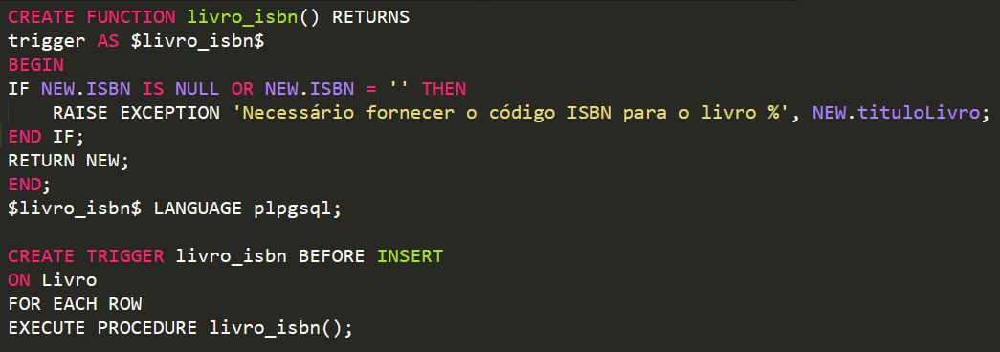 CREATE FUNCTION livro_isbn() RETURNS
trigger AS $livro_isbn$
BEGIN
IF NEW.ISBN IS NULL OR NEW.ISBN = '' THEN
    RAISE EXCEPTION 'Necessário fornecer o código ISBN para o livro %', NEW.tituloLivro;
END IF;
RETURN NEW;
END;
$livro_isbn$ LANGUAGE plpgsql;

CREATE TRIGGER livro_isbn BEFORE INSERT
ON Livro
FOR EACH ROW
EXECUTE PROCEDURE livro_isbn();